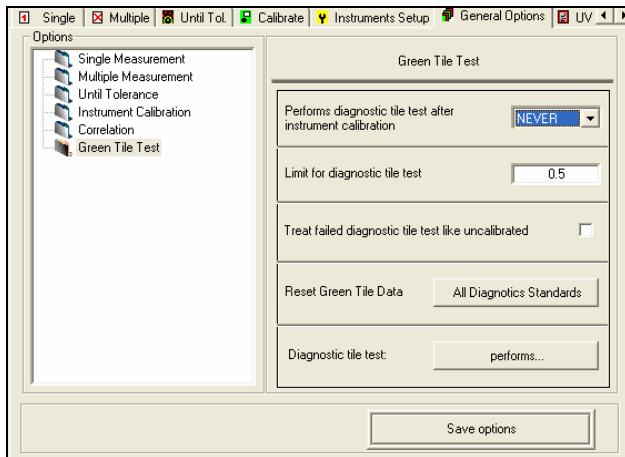 1 Single Multiple Until Tol. Calibrate Instruments Setup General Options UV
Options
Single Measurement
Multiple Measurement
Until Tolerance
Instrument Calibration
Correlation
Green Tile Test
Green Tile Test
Performs diagnostic tile test after
instrument calibration
NEVER
Limit for diagnostic tile test
0.5
Treat failed diagnostic tile test like uncalibrated
Reset Green Tile Data
All Diagnotics Standards
Diagnostic tile test:
performs...
Save options